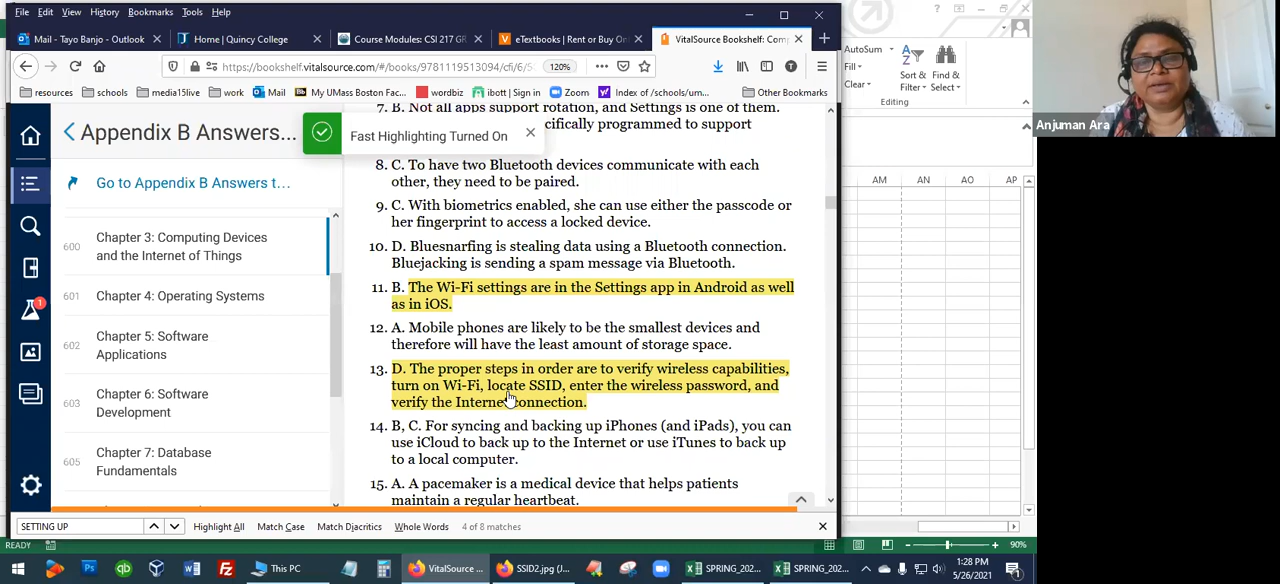 File Edit View History Bookmarks Tools Help
Mail - Tayo Banjo - Outlook
Home | Quincy College
Course Modules: CSI 217 GR
eTextbooks | Rent or Buy On
VitalSource Bookshelf: Com
https://bookshelf.vitalsource.com/#/books/9781119513094/cfi/6/5
120%
resources schools media15live work Mail My UMass Boston Fac... wordbiz ibott | Sign in Zoom Index of /schools/um... Other Bookmarks
Appendix B Answers...
Go to Appendix B Answers t...
600 Chapter 3: Computing Devices
and the Internet of Things
601 Chapter 4: Operating Systems
602 Chapter 5: Software
Applications
603 Chapter 6: Software
Development
605 Chapter 7: Database
Fundamentals
1
Fast Highlighting Turned On
7. B. Not all apps support rotation, and Settings is one of them.
cifically programmed to support
8. C. To have two Bluetooth devices communicate with each
other, they need to be paired.
9. C. With biometrics enabled, she can use either the passcode or
her fingerprint to access a locked device.
10. D. Bluesnarfing is stealing data using a Bluetooth connection.
Bluejacking is sending a spam message via Bluetooth.
11. B. The Wi-Fi settings are in the Settings app in Android as well
as in iOS.
12. A. Mobile phones are likely to be the smallest devices and
therefore will have the least amount of storage space.
13. D. The proper steps in order are to verify wireless capabilities,
turn on Wi-Fi, locate SSID, enter the wireless password, and
verify the Internet connection.
14. B, C. For syncing and backing up iPhones (and iPads), you can
use iCloud to back up to the Internet or use iTunes to back up
to a local computer.
15. A. A pacemaker is a medical device that helps patients
maintain a regular heartbeat.
SETTING UP
Highlight All Match Case Match Diacritics Whole Words 4 of 8 matches
AutoSum
Fill
Clear
Sort &
Filter
Find &
Select
Editing
AM AN AO AP
Anjuman Ara
READY
90%
This PC
VitalSource ...
SSID2.jpg (J...
SPRING_202...
SPRING_202...
1:28 PM
5/26/2021
1